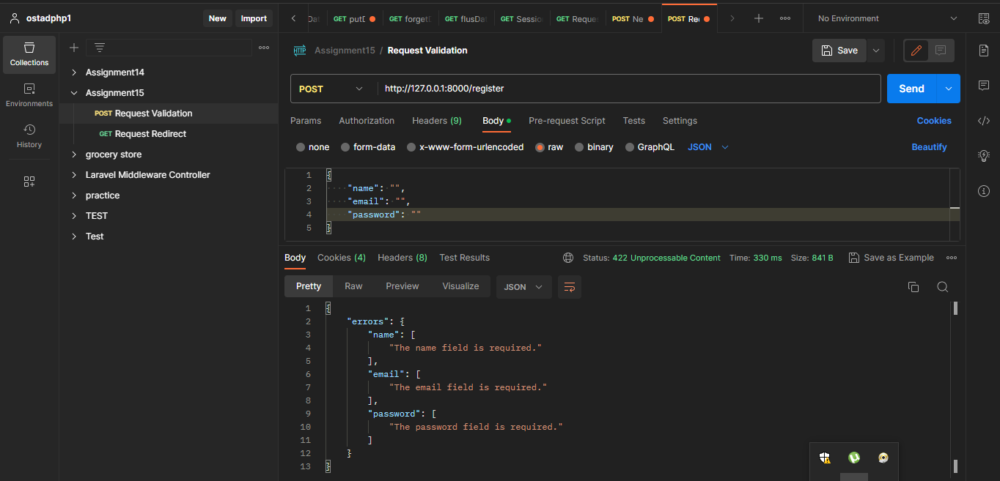 ostadphp1
New
Import
Dat
GET putD
GET forgetD
GET flusDat
GET Sessio
GET Reques
POST Ne
POST Re
No Environment
Collections
Environments
History
Assignment14
Assignment15
POST Request Validation
GET Request Redirect
grocery store
Laravel Middleware Controller
practice
TEST
Test
HTTP Assignment15 / Request Validation
Save
POST
http://127.0.0.1:8000/register
Send
Params Authorization Headers (9) Body Pre-request Script Tests Settings Cookies
none form-data x-www-form-urlencoded raw binary GraphQL JSON Beautify
1 {
2 "name": "",
3 "email": "",
4 "password": ""
5 }
Body Cookies (4) Headers (8) Test Results Status: 422 Unprocessable Content Time: 330 ms Size: 841 B Save as Example
Pretty Raw Preview Visualize JSON
1 {
2 "errors": {
3 "name": [
4 "The name field is required."
5 ],
6 "email": [
7 "The email field is required."
8 ],
9 "password": [
10 "The password field is required."
11 ]
12 }
13 }